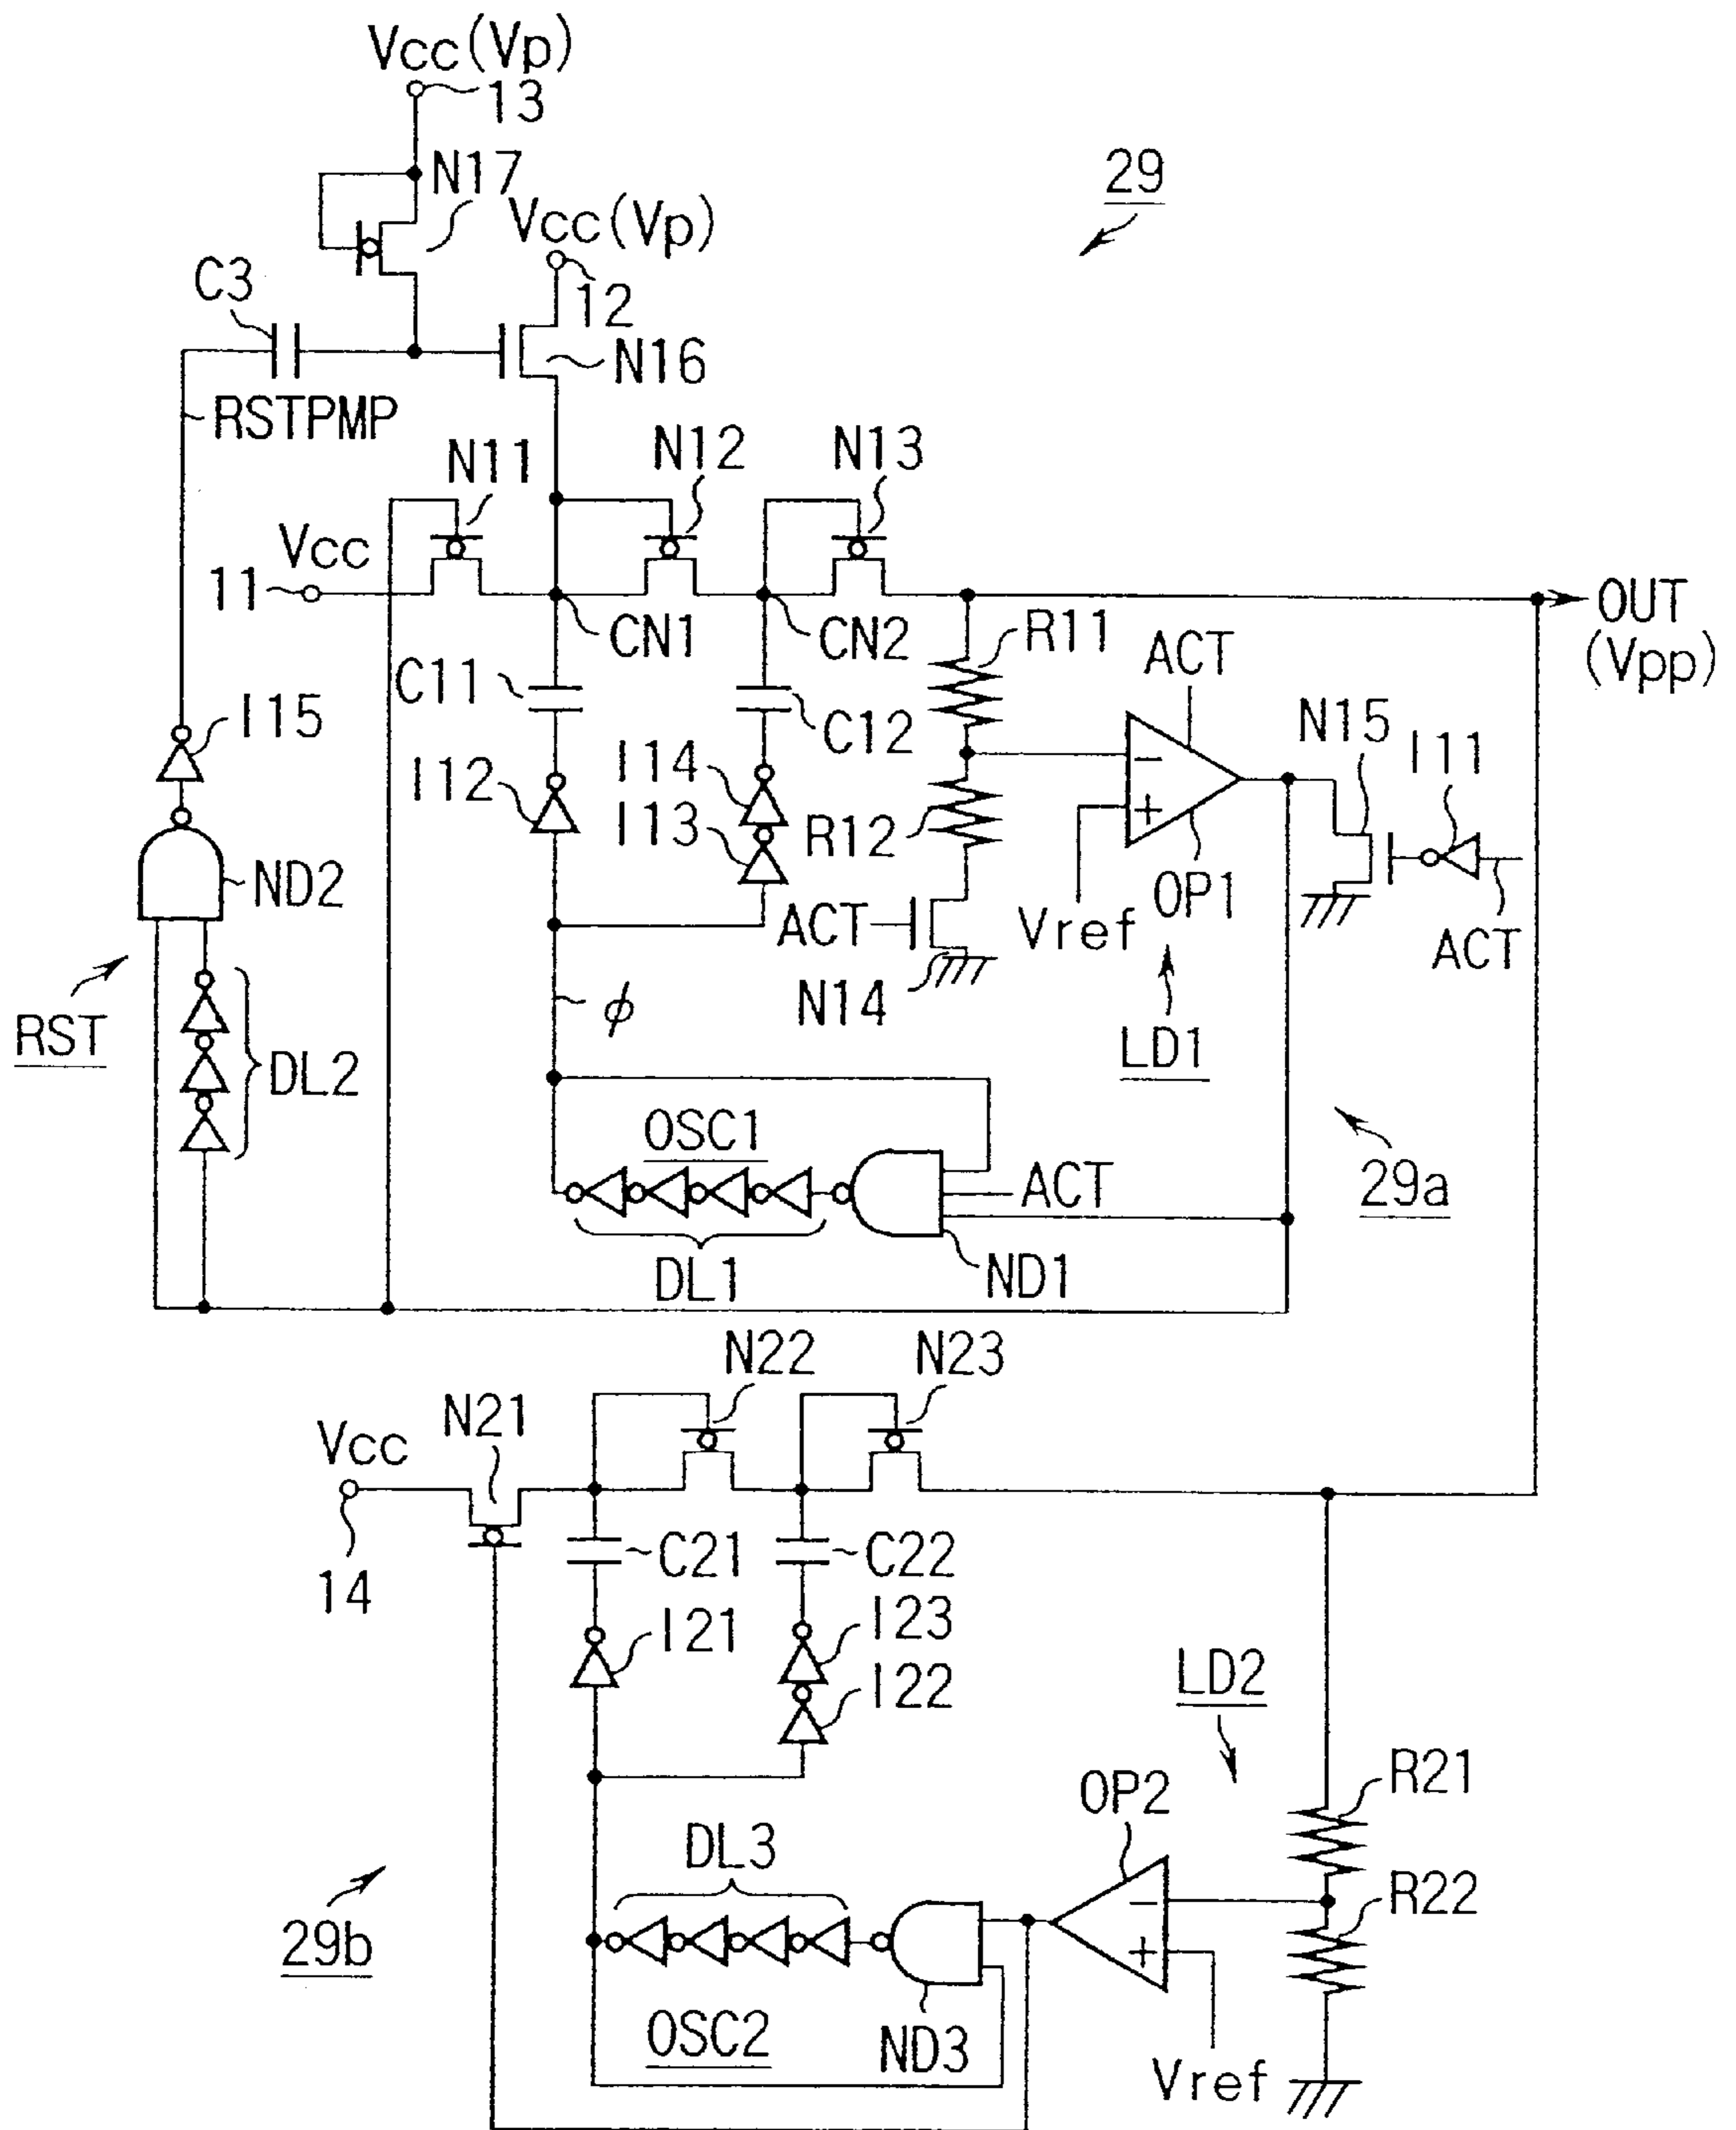 Vcc(Vp)
13
N17
29
Vcc(Vp)
C3
12
N16
RSTPMP
N11
N12
N13
Vcc
11
CN1
CN2
R11
ACT
OUT
(Vpp)
C11
C12
N15
I11
I15
I12
I14
I13
R12
OP1
ND2
ACT
Vref
ACT
N14
φ
RST
DL2
LD1
OSC1
ACT
29a
DL1
ND1
N22
N23
N21
Vcc
14
C21
C22
I21
I23
I22
LD2
OP2
R21
DL3
R22
29b
OSC2
ND3
Vref